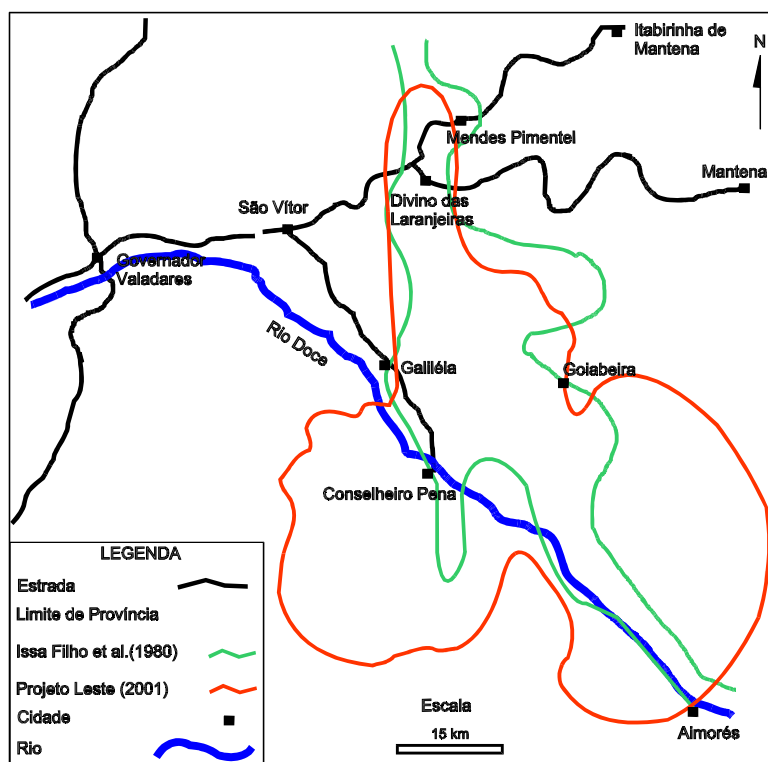 Itabirinha de
Mantena
N
Mendes Pimentel
Mantena
Divino das
Laranjeiras
São Vítor
Governador
Valadares
Rio Doce
Galiléia
Goiabeira
Conselheiro Pena
LEGENDA
Estrada
Limite de Província
Issa Filho et al.(1980)
Projeto Leste (2001)
Cidade
Rio
Escala
15 km
Aimorés